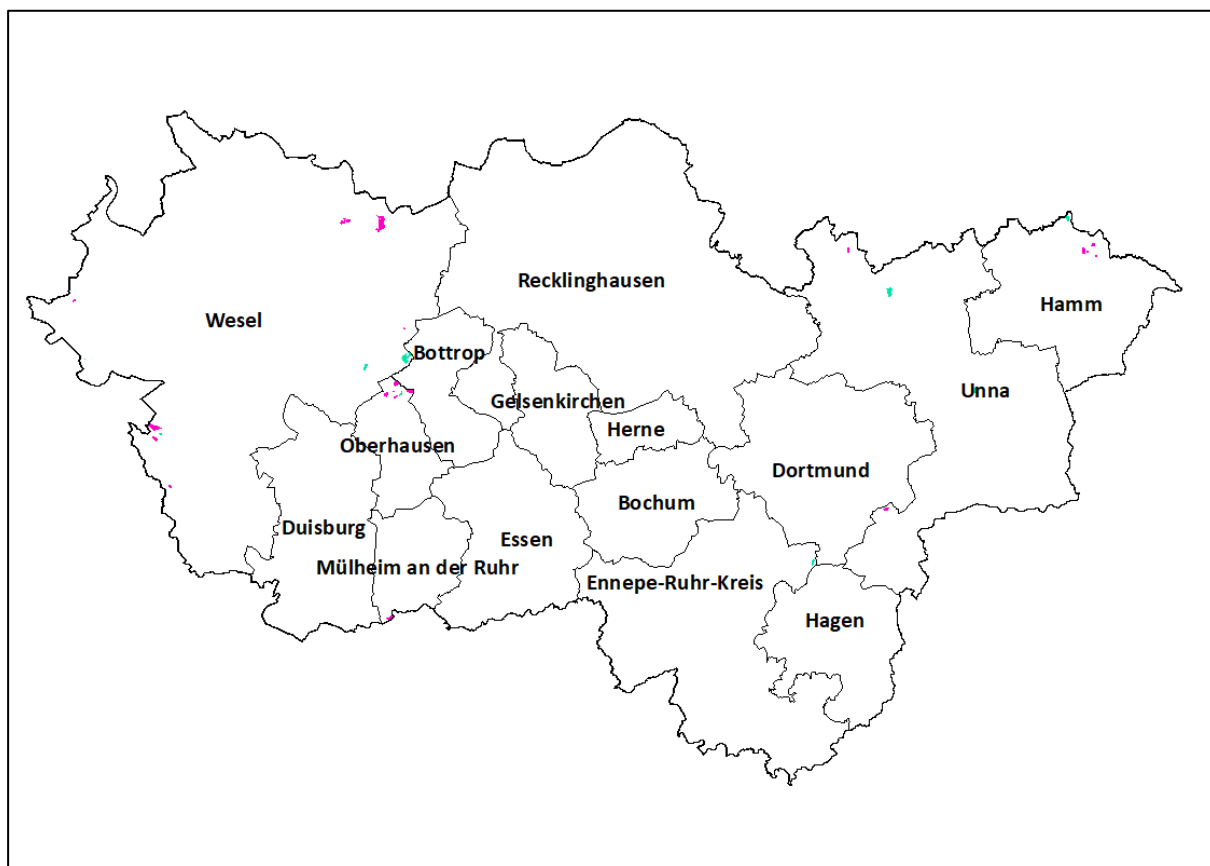 Recklinghausen
Hamm
Wesel
Bottrop
Unna
Gelsenkirchen
Herne
Oberhausen
Dortmund
Bochum
Duisburg
Essen
Mülheim an der Ruhr
Ennepe-Ruhr-Kreis
Hagen